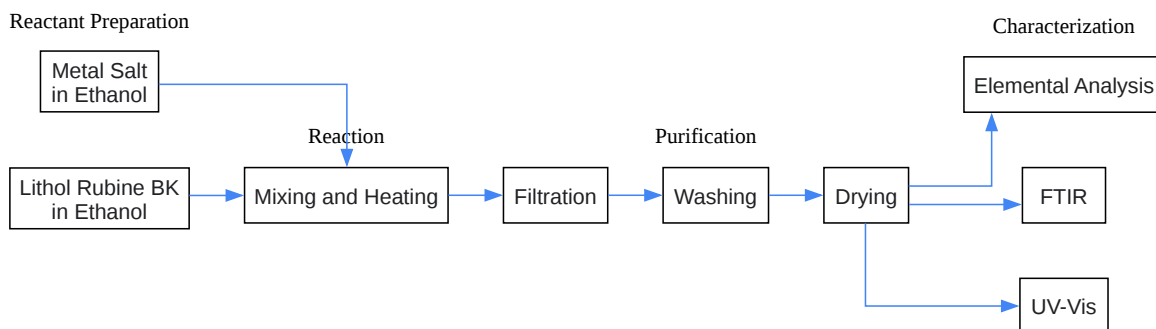 Reactant Preparation
Characterization
Metal Salt
in Ethanol
Elemental Analysis
Reaction
Purification
Lithol Rubine BK
in Ethanol
Mixing and Heating
Filtration
Washing
Drying
FTIR
UV-Vis